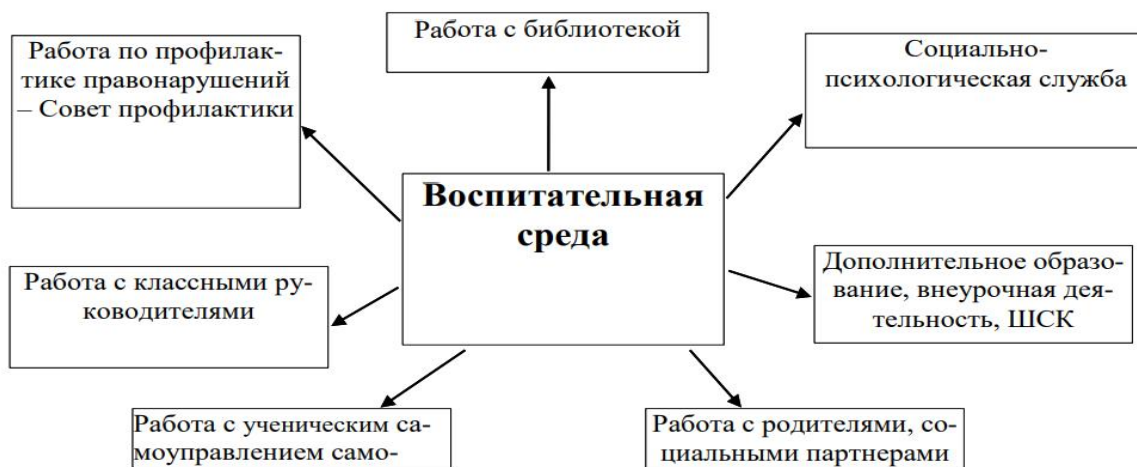 Работа с библиотекой
Работа по профилак-
тике правонарушений
– Совет профилактики
Социально-
психологическая служба
Воспитательная
среда
Работа с классными ру-
ководителями
Дополнительное образо-
вание, внеурочная дея-
тельность, ШСК
Работа с ученическим са-
моуправлением само-
Работа с родителями, со-
циальными партнерами